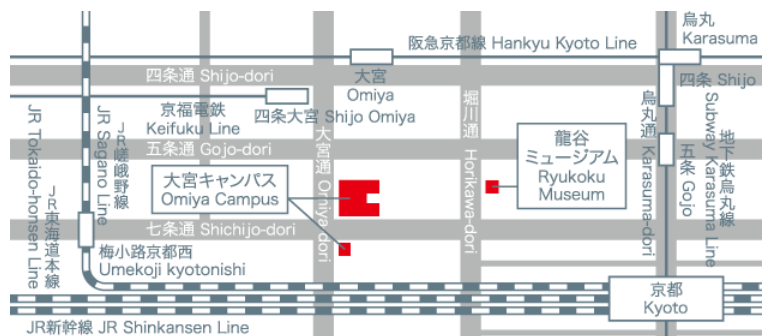 烏丸
Karasuma
阪急京都線 Hankyu Kyoto Line
四条通 Shijo-dori
大宮
Omiya
四条 Shijo
京福電鉄
Keifuku Line
四条大宮 Shijo Omiya
JR Tokaido-honsen Line
JR東海道本線
JR Sagano Line
JR嵯峨野線
大宮通 Omiya-dori
堀川通 Horikawa-dori
烏丸通 Karasuma-dori
五条 Gojo
Subway Karasuma Line
地下鉄烏丸線
五条通 Gojo-dori
龍谷
ミュージアム
Ryukoku
Museum
大宮キャンパス
Omiya Campus
七条通 Shichijo-dori
梅小路京都西
Umekoji kyotonishi
京都
Kyoto
JR新幹線 JR Shinkansen Line